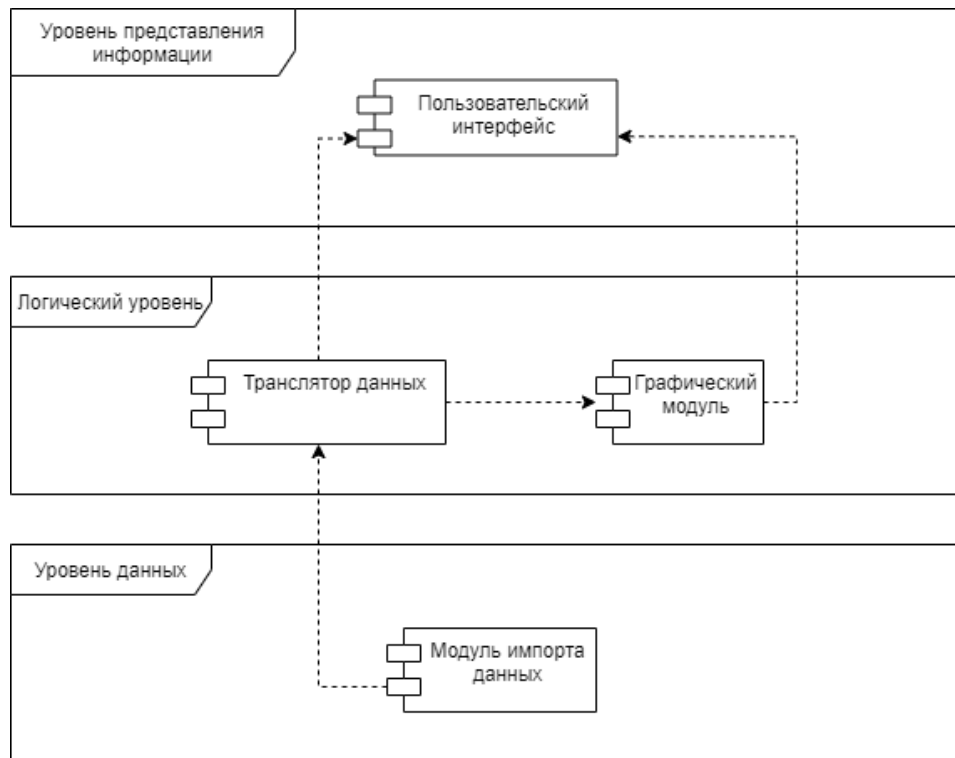 Уровень представления
информации
Пользовательский
интерфейс
Логический уровень
Транслятор данных
Графический
модуль
Уровень данных
Модуль импорта
данных